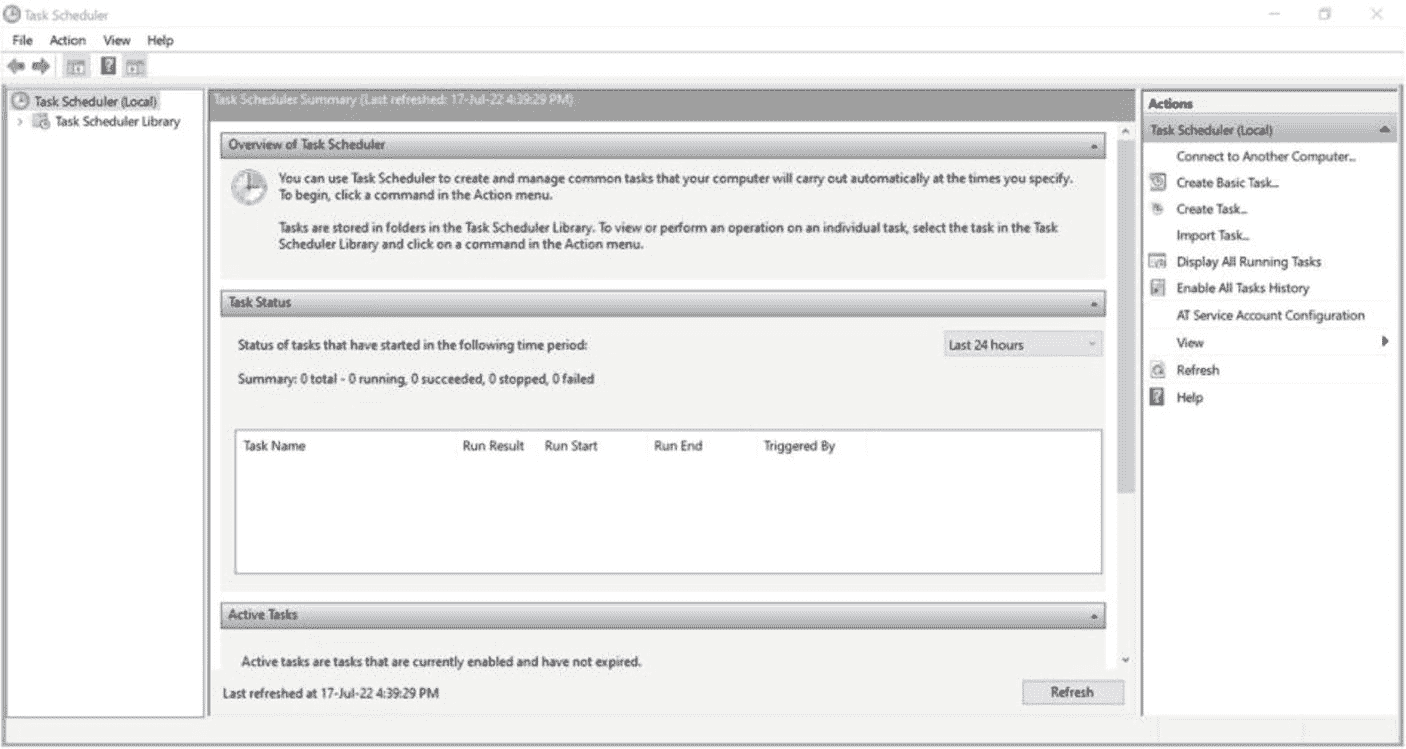 Task Scheduler
File Action View Help
Task Scheduler (Local)
Task Scheduler Library
Task Scheduler Summary (Last refreshed: 17-Jul-22 4:39:29 PM)
Overview of Task Scheduler
You can use Task Scheduler to create and manage common tasks that your computer will carry out automatically at the times you specify.
To begin, click a command in the Action menu.
Tasks are stored in folders in the Task Scheduler Library. To view or perform an operation on an individual task, select the task in the Task
Scheduler Library and click on a command in the Action menu.
Task Status
Status of tasks that have started in the following time period:
Last 24 hours
Summary: 0 total - 0 running, 0 succeeded, 0 stopped, 0 failed
Task Name Run Result Run Start Run End Triggered By
Active Tasks
Active tasks are tasks that are currently enabled and have not expired.
Last refreshed at 17-Jul-22 4:39:29 PM
Refresh
Actions
Task Scheduler (Local)
Connect to Another Computer...
Create Basic Task...
Create Task...
Import Task...
Display All Running Tasks
Enable All Tasks History
AT Service Account Configuration
View
Refresh
Help